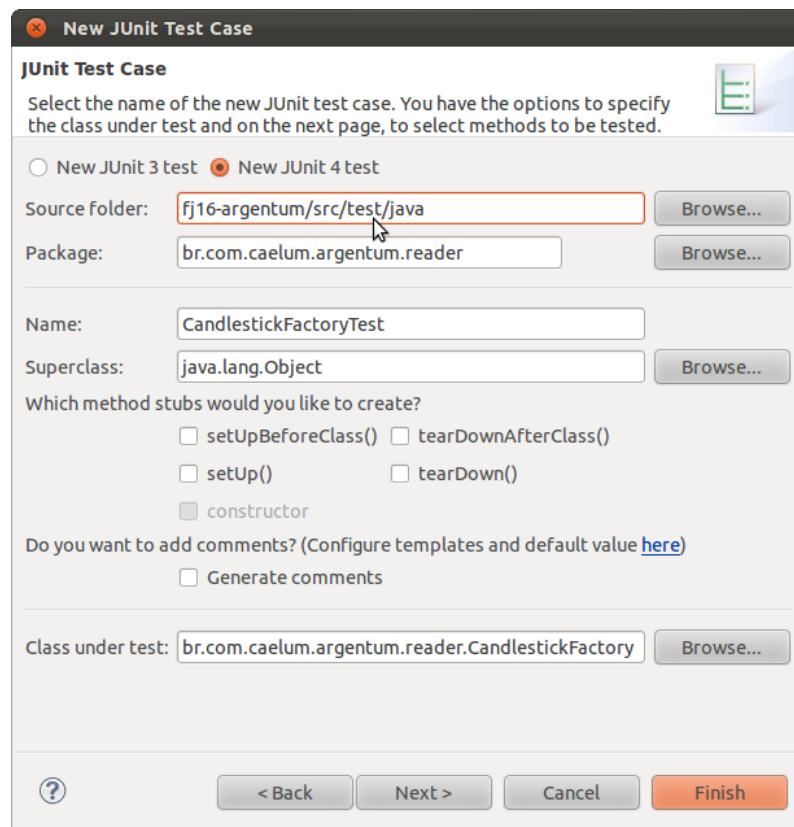 New JUnit Test Case
JUnit Test Case
Select the name of the new JUnit test case. You have the options to specify
the class under test and on the next page, to select methods to be tested.
New JUnit 3 test New JUnit 4 test
Source folder: fj16-argentum/src/test/java Browse...
Package: br.com.caelum.argentum.reader Browse...
Name: CandlestickFactoryTest
Superclass: java.lang.Object Browse...
Which method stubs would you like to create?
setUpBeforeClass() tearDownAfterClass()
setUp() tearDown()
constructor
Do you want to add comments? (Configure templates and default value here)
Generate comments
Class under test: br.com.caelum.argentum.reader.CandlestickFactory Browse...
? < Back Next > Cancel Finish